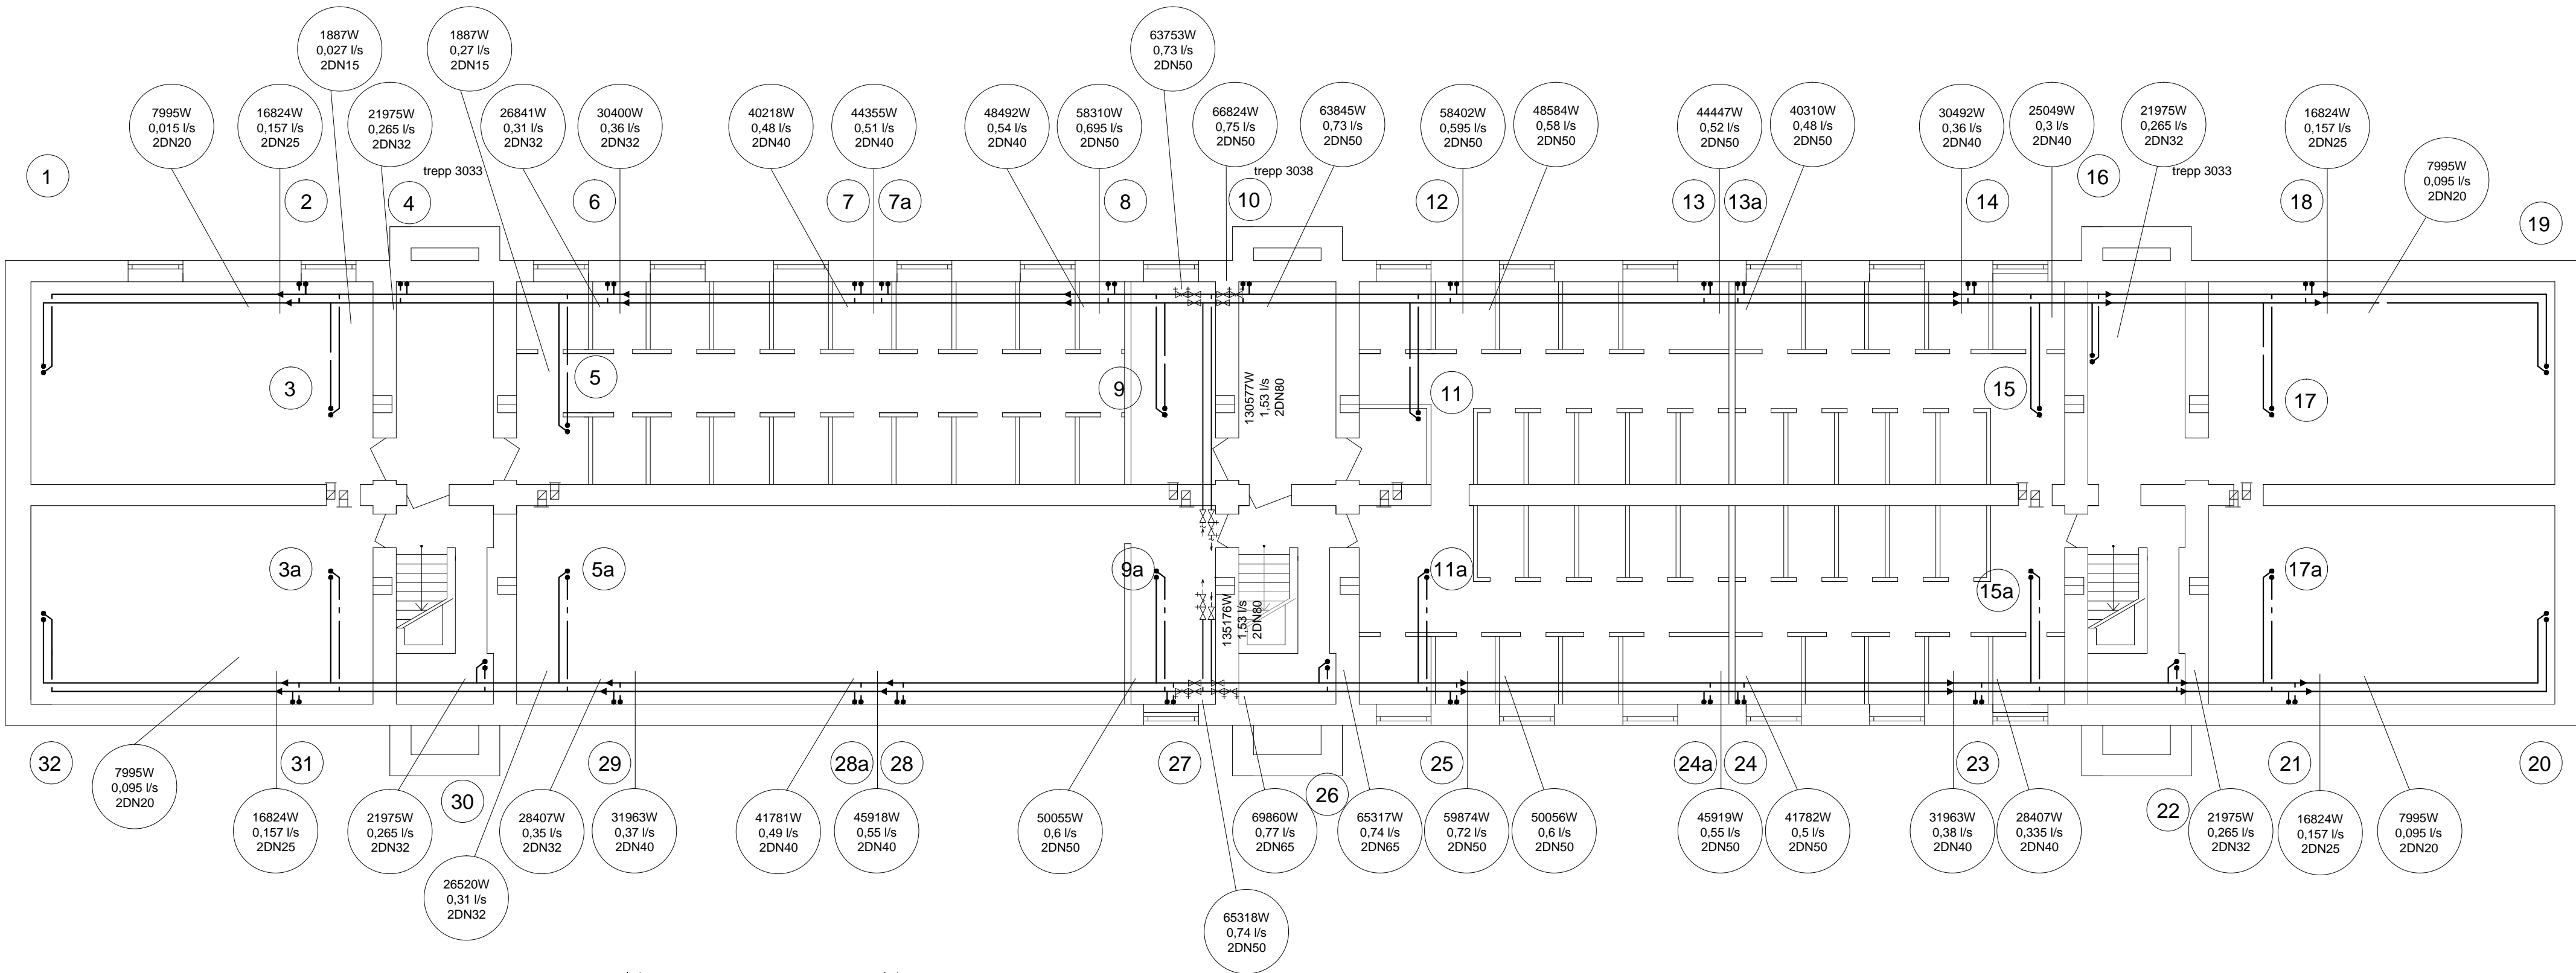 1887W
0,027 l/s
2DN15
1887W
0,27 l/s
2DN15
63753W
0,73 l/s
2DN50
7995W
0,015 l/s
2DN20
16824W
0,157 l/s
2DN25
21975W
0,265 l/s
2DN32
26841W
0,31 l/s
2DN32
30400W
0,36 l/s
2DN32
40218W
0,48 l/s
2DN40
44355W
0,51 l/s
2DN40
48492W
0,54 l/s
2DN40
58310W
0,695 l/s
2DN50
66824W
0,75 l/s
2DN50
63845W
0,73 l/s
2DN50
58402W
0,595 l/s
2DN50
48584W
0,58 l/s
2DN50
44447W
0,52 l/s
2DN50
40310W
0,48 l/s
2DN50
30492W
0,36 l/s
2DN40
25049W
0,3 l/s
2DN40
21975W
0,265 l/s
2DN32
16824W
0,157 l/s
2DN25
7995W
0,095 l/s
2DN20
trepp 3033
trepp 3038
trepp 3033
1
2
4
6
7
7a
8
10
12
13
13a
14
16
18
19
3
5
9
11
15
17
130577W
1,53 l/s
2DN80
3a
5a
9a
11a
15a
17a
135176W
1,53 l/s
2DN80
32
31
30
29
28a
28
27
26
25
24a
24
23
22
21
20
7995W
0,095 l/s
2DN20
16824W
0,157 l/s
2DN25
21975W
0,265 l/s
2DN32
28407W
0,35 l/s
2DN32
31963W
0,37 l/s
2DN40
41781W
0,49 l/s
2DN40
45918W
0,55 l/s
2DN40
50055W
0,6 l/s
2DN50
69860W
0,77 l/s
2DN65
65317W
0,74 l/s
2DN65
59874W
0,72 l/s
2DN50
50056W
0,6 l/s
2DN50
45919W
0,55 l/s
2DN50
41782W
0,5 l/s
2DN50
31963W
0,38 l/s
2DN40
28407W
0,335 l/s
2DN40
21975W
0,265 l/s
2DN32
16824W
0,157 l/s
2DN25
7995W
0,095 l/s
2DN20
26520W
0,31 l/s
2DN32
65318W
0,74 l/s
2DN50